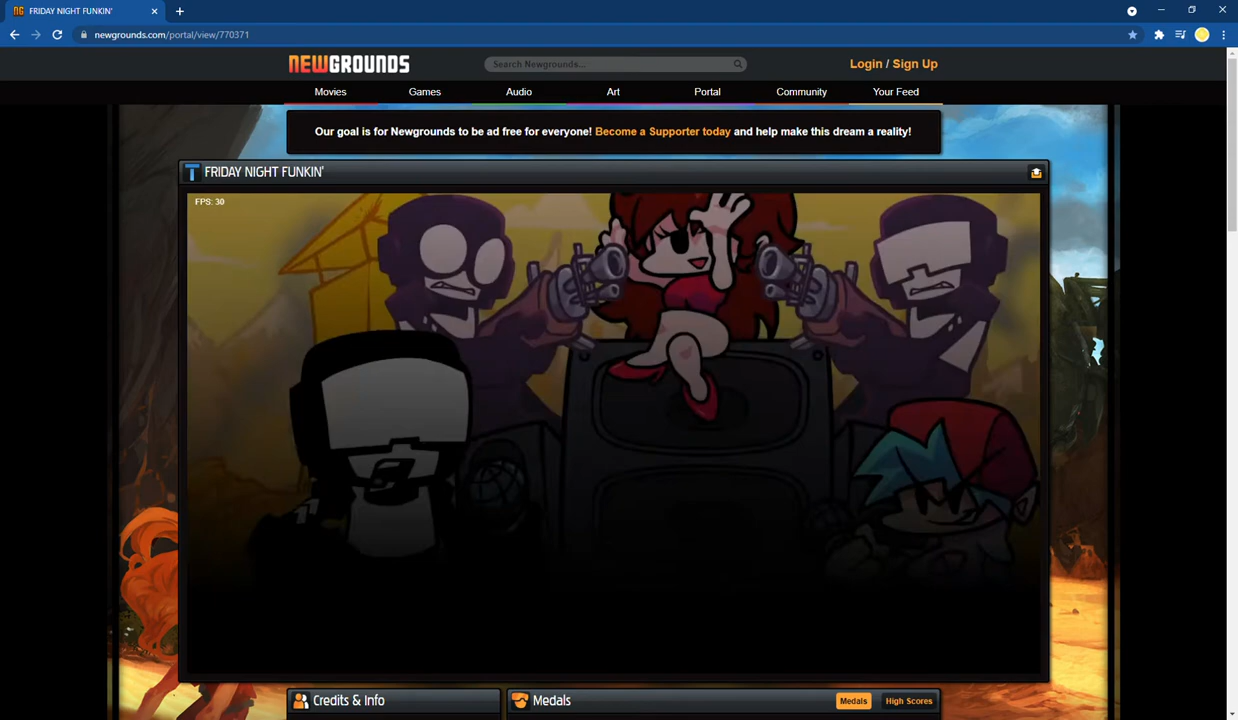 FRIDAY NIGHT FUNKIN'
newgrounds.com/portal/view/770371
NEWGROUNDS
Search Newgrounds...
Login / Sign Up
Movies Games Audio Art Portal Community Your Feed
Our goal is for Newgrounds to be ad free for everyone! Become a Supporter today and help make this dream a reality!
FRIDAY NIGHT FUNKIN'
FPS: 30
Credits & Info
Medals
Medals
High Scores